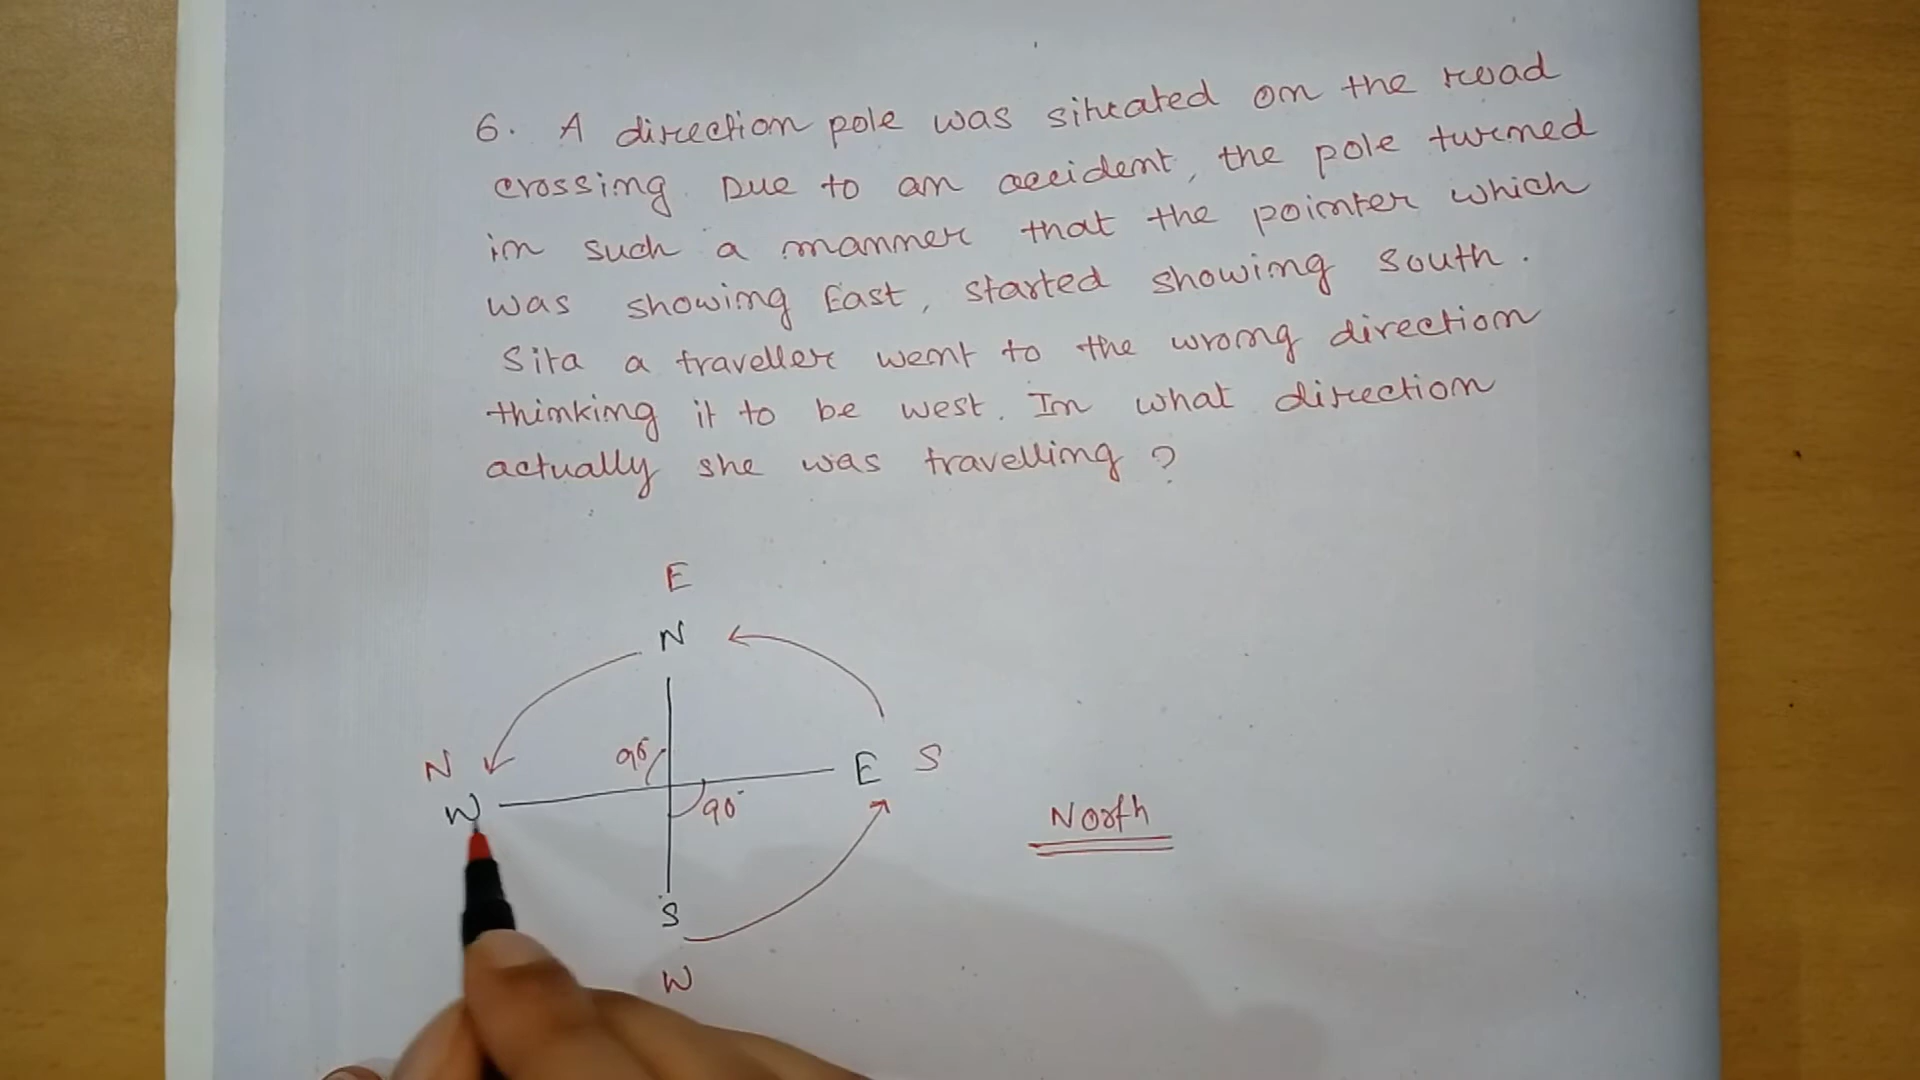 6. A direction pole was situated on the road
crossing. Due to an accident, the pole turned
in such a manner that the pointer which
was showing East, started showing south.
Sita a traveller went to the wrong direction
thinking it to be west. In what direction
actually she was travelling ?
E
N
N
90°
E S
W
90°
North
S
W